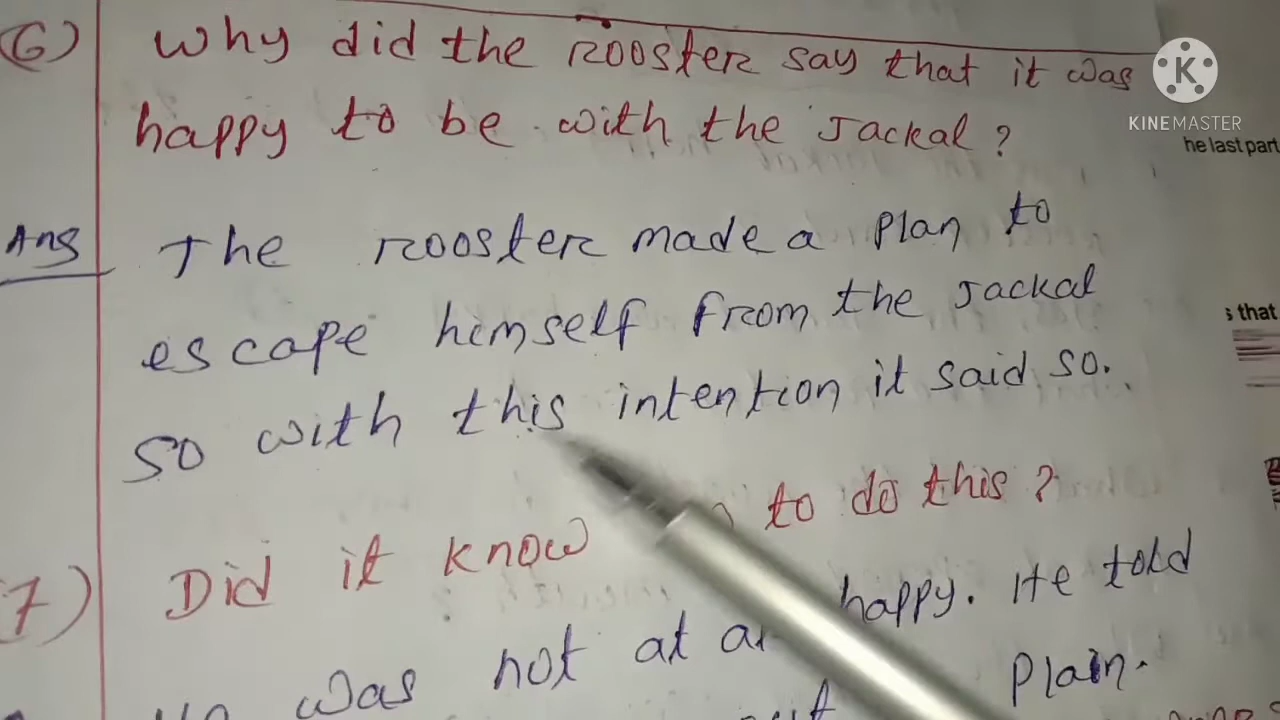 (6) Why did the rooster say that it was
happy to be with the Jackal?
Ans The rooster made a plan to
escape himself from the Jackal
so with this intention it said so.
(7) Did it know to do this?
was not at happy. He told
Plain.
K
KINEMASTER
he last part
s that